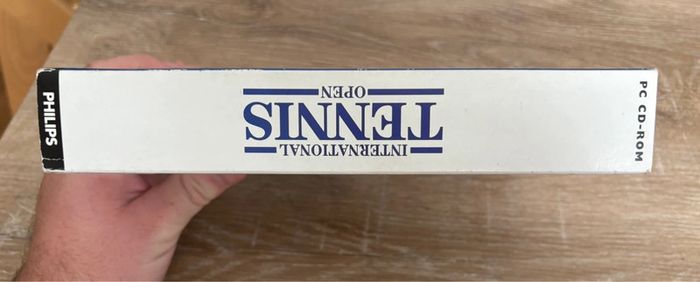 PHILIPS
INTERNATIONAL
TENNIS
OPEN
PC CD-ROM